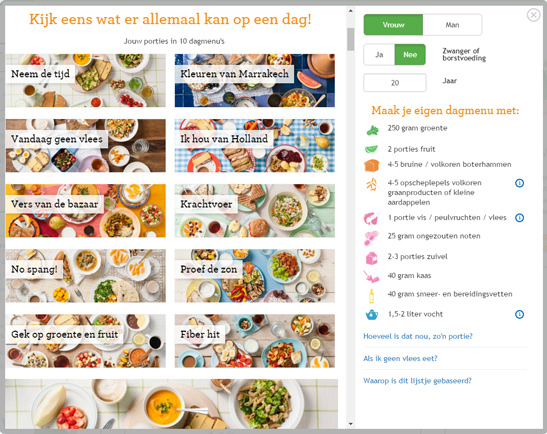 Kijk eens wat er allemaal kan op een dag!
Jouw porties in 10 dagmenu's
Neem de tijd
Kleuren van Marrakech
Vandaag geen vlees
Ik hou van Holland
Vers van de bazaar
Krachtvoer
No spang!
Proef de zon
Gek op groente en fruit
Fiber hit
Vrouw
Man
Ja
Nee
Zwanger of
borstvoeding
20
Jaar
Maak je eigen dagmenu met:
250 gram groente
2 porties fruit
4-5 bruine / volkoren boterhammen
4-5 opscheplepels volkoren
graanproducten of kleine
aardappelen
1 portie vis / peulvruchten / vlees
25 gram ongezouten noten
2-3 porties zuivel
40 gram kaas
40 gram smeer- en bereidingsvetten
1,5-2 liter vocht
Hoeveel is dat nou, zo'n portie?
Als ik geen vlees eet?
Waarop is dit lijstje gebaseerd?